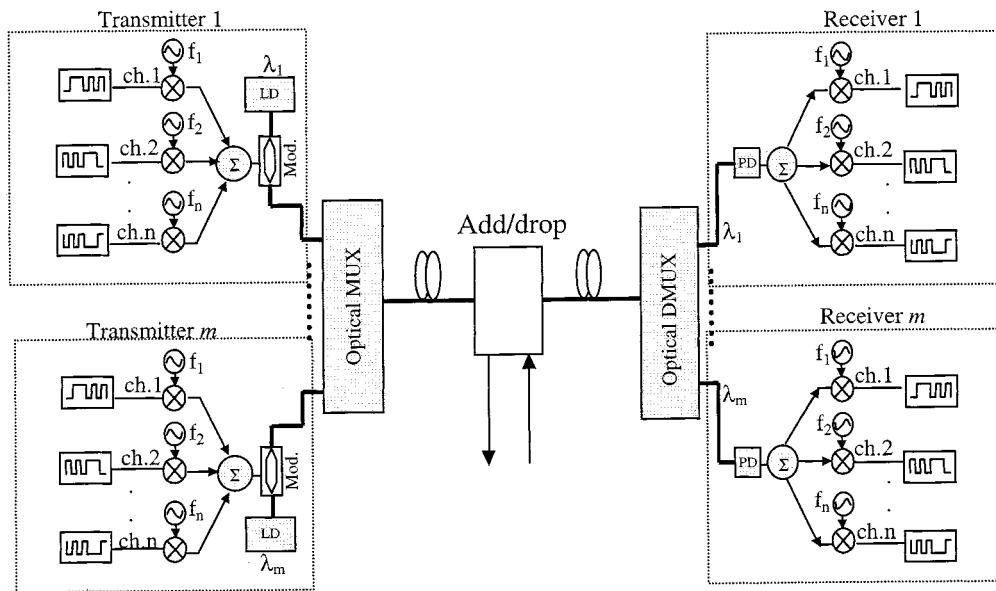 Transmitter 1
f1
ch.1
λ1
LD
f2
ch.2
Σ
Mod.
fn
ch.n
Transmitter m
f1
ch.1
f2
ch.2
Σ
Mod.
fn
ch.n
LD
λm
Optical MUX
Add/drop
Optical DMUX
Receiver 1
f1
ch.1
f2
PD
Σ
ch.2
λ1
fn
ch.n
Receiver m
f1
ch.1
λm
f2
PD
Σ
ch.2
fn
ch.n